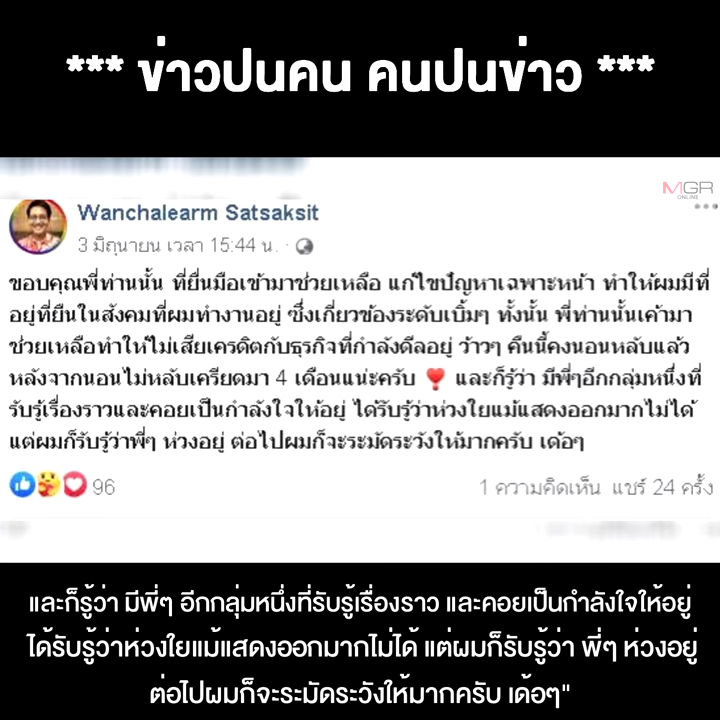 *** ข่าวปนคน คนปนข่าว ***
MGR
ONLINE
Wanchalearm Satsaksit
3 มิถุนายน เวลา 15:44 น. ·
ขอบคุณพี่ท่านนั้น ที่ยื่นมือเข้ามาช่วยเหลือ แก้ไขปัญหาเฉพาะหน้า ทำให้ผมมีที่
อยู่ที่ยืนในสังคมที่ผมทำงานอยู่ ซึ่งเกี่ยวข้องระดับเบิ้มๆ ทั้งนั้น พี่ท่านนั้นเค้ามา
ช่วยเหลือทำให้ไม่เสียเครดิตกับธุรกิจที่กำลังดีลอยู่ ว้าวๆ คืนนี้คงนอนหลับแล้ว
หลังจากนอนไม่หลับเครียดมา 4 เดือนแน่ะครับ ❣️ และก็รู้ว่า มีพี่ๆอีกกลุ่มหนึ่งที่
รับรู้เรื่องราวและคอยเป็นกำลังใจให้อยู่ ได้รับรู้ว่าห่วงใยแม้แสดงออกมากไม่ได้
แต่ผมก็รับรู้ว่าพี่ๆ ห่วงอยู่ ต่อไปผมก็จะระมัดระวังให้มากครับ เด้อๆ
96
1 ความคิดเห็น แชร์ 24 ครั้ง
และก็รู้ว่า มีพี่ๆ อีกกลุ่มหนึ่งที่รับรู้เรื่องราว และคอยเป็นกำลังใจให้อยู่
ได้รับรู้ว่าห่วงใยแม้แสดงออกมากไม่ได้ แต่ผมก็รับรู้ว่า พี่ๆ ห่วงอยู่
ต่อไปผมก็จะระมัดระวังให้มากครับ เด้อๆ"